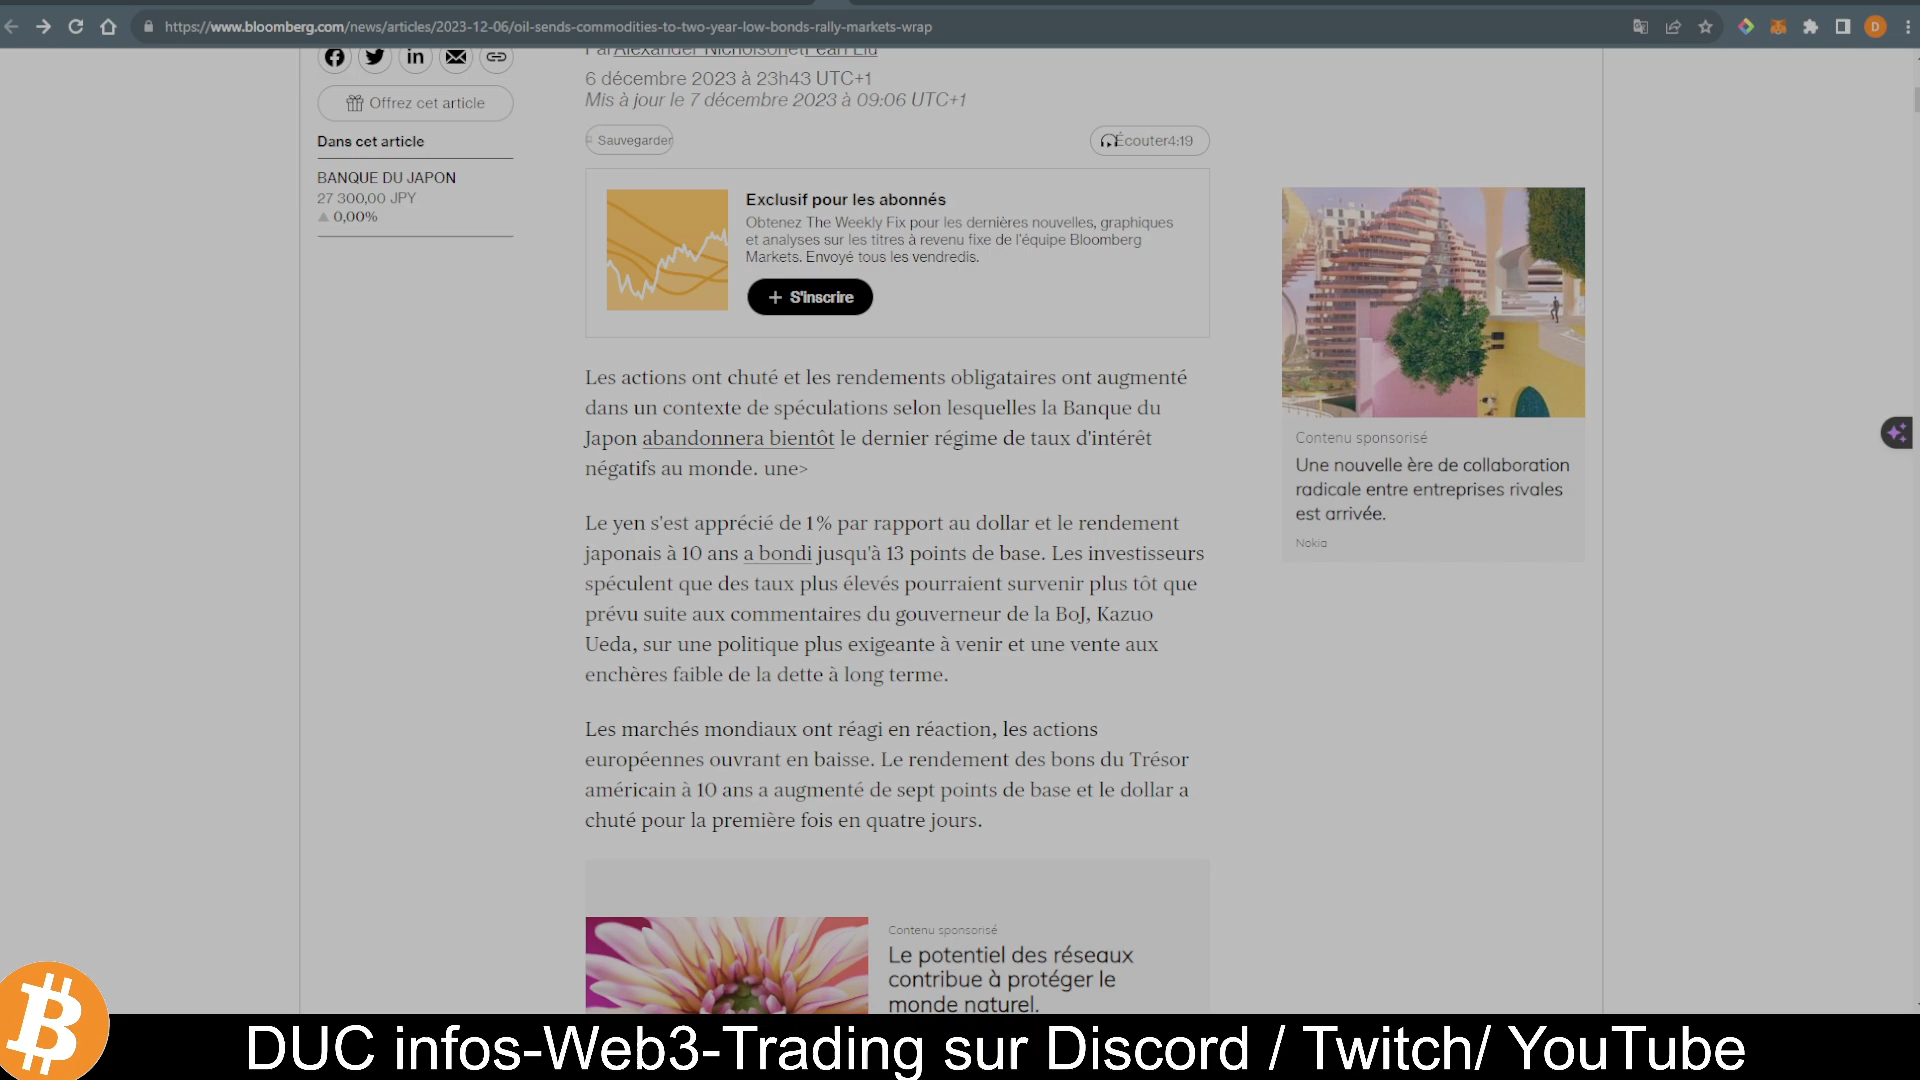 https://www.bloomberg.com/news/articles/2023-12-06/oil-sends-commodities-to-two-year-low-bonds-rally-markets-wrap
D
Offrez cet article
Dans cet article
BANQUE DU JAPON
27 300,00 JPY
0,00%
6 décembre 2023 à 23h43 UTC+1
Mis à jour le 7 décembre 2023 à 09:06 UTC+1
Sauvegarder
Écouter4:19
Exclusif pour les abonnés
Obtenez The Weekly Fix pour les dernières nouvelles, graphiques
et analyses sur les titres à revenu fixe de l'équipe Bloomberg
Markets. Envoyé tous les vendredis.
+ S'inscrire
Les actions ont chuté et les rendements obligataires ont augmenté
dans un contexte de spéculations selon lesquelles la Banque du
Japon abandonnera bientôt le dernier régime de taux d'intérêt
négatifs au monde. une>
Le yen s'est apprécié de 1 % par rapport au dollar et le rendement
japonais à 10 ans a bondi jusqu'à 13 points de base. Les investisseurs
spéculent que des taux plus élevés pourraient survenir plus tôt que
prévu suite aux commentaires du gouverneur de la BoJ, Kazuo
Ueda, sur une politique plus exigeante à venir et une vente aux
enchères faible de la dette à long terme.
Les marchés mondiaux ont réagi en réaction, les actions
européennes ouvrant en baisse. Le rendement des bons du Trésor
américain à 10 ans a augmenté de sept points de base et le dollar a
chuté pour la première fois en quatre jours.
Contenu sponsorisé
Le potentiel des réseaux
contribue à protéger le
monde naturel.
Contenu sponsorisé
Une nouvelle ère de collaboration
radicale entre entreprises rivales
est arrivée.
Nokia
DUC infos-Web3-Trading sur Discord / Twitch/ YouTube